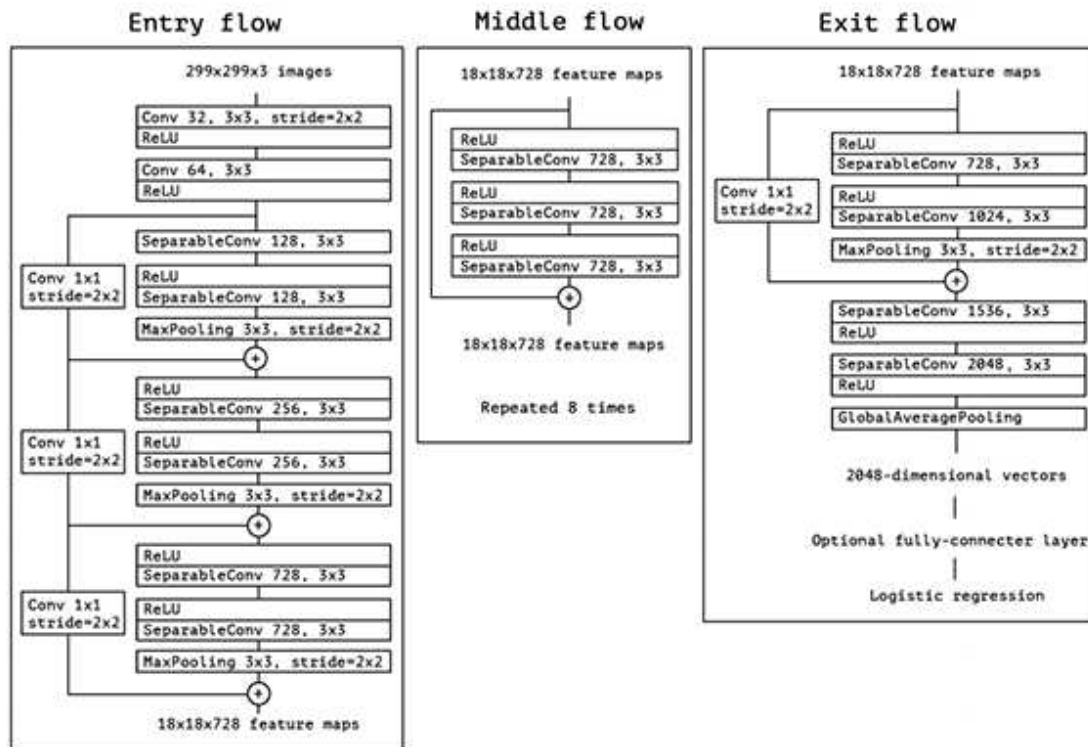 Entry flow
299x299x3 images
Conv 32, 3x3, stride=2x2
ReLU
Conv 64, 3x3
ReLU
SeparableConv 128, 3x3
Conv 1x1
stride=2x2
ReLU
SeparableConv 128, 3x3
MaxPooling 3x3, stride=2x2
+
ReLU
SeparableConv 256, 3x3
Conv 1x1
stride=2x2
ReLU
SeparableConv 256, 3x3
MaxPooling 3x3, stride=2x2
+
ReLU
SeparableConv 728, 3x3
Conv 1x1
stride=2x2
ReLU
SeparableConv 728, 3x3
MaxPooling 3x3, stride=2x2
+
18x18x728 feature maps
Middle flow
18x18x728 feature maps
ReLU
SeparableConv 728, 3x3
ReLU
SeparableConv 728, 3x3
ReLU
SeparableConv 728, 3x3
+
18x18x728 feature maps
Repeated 8 times
Exit flow
18x18x728 feature maps
ReLU
SeparableConv 728, 3x3
Conv 1x1
stride=2x2
ReLU
SeparableConv 1024, 3x3
MaxPooling 3x3, stride=2x2
+
SeparableConv 1536, 3x3
ReLU
SeparableConv 2048, 3x3
ReLU
GlobalAveragePooling
2048-dimensional vectors
Optional fully-connecter layer
Logistic regression